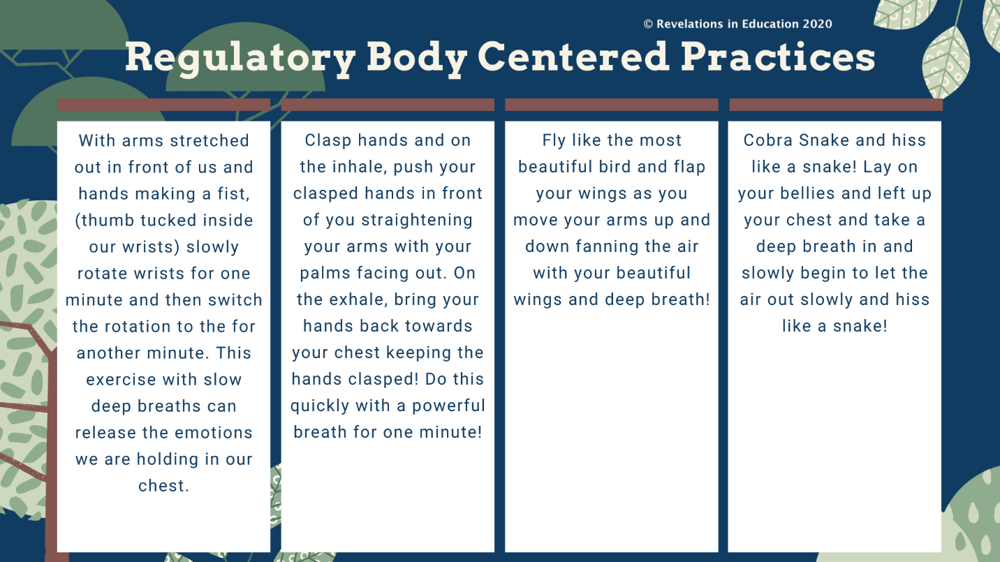 © Revelations in Education 2020
Regulatory Body Centered Practices
With arms stretched
out in front of us and
hands making a fist,
(thumb tucked inside
our wrists) slowly
rotate wrists for one
minute and then switch
the rotation to the for
another minute. This
exercise with slow
deep breaths can
release the emotions
we are holding in our
chest.
Clasp hands and on
the inhale, push your
clasped hands in front
of you straightening
your arms with your
palms facing out. On
the exhale, bring your
hands back towards
your chest keeping the
hands clasped! Do this
quickly with a powerful
breath for one minute!
Fly like the most
beautiful bird and flap
your wings as you
move your arms up and
down fanning the air
with your beautiful
wings and deep breath!
Cobra Snake and hiss
like a snake! Lay on
your bellies and left up
your chest and take a
deep breath in and
slowly begin to let the
air out slowly and hiss
like a snake!